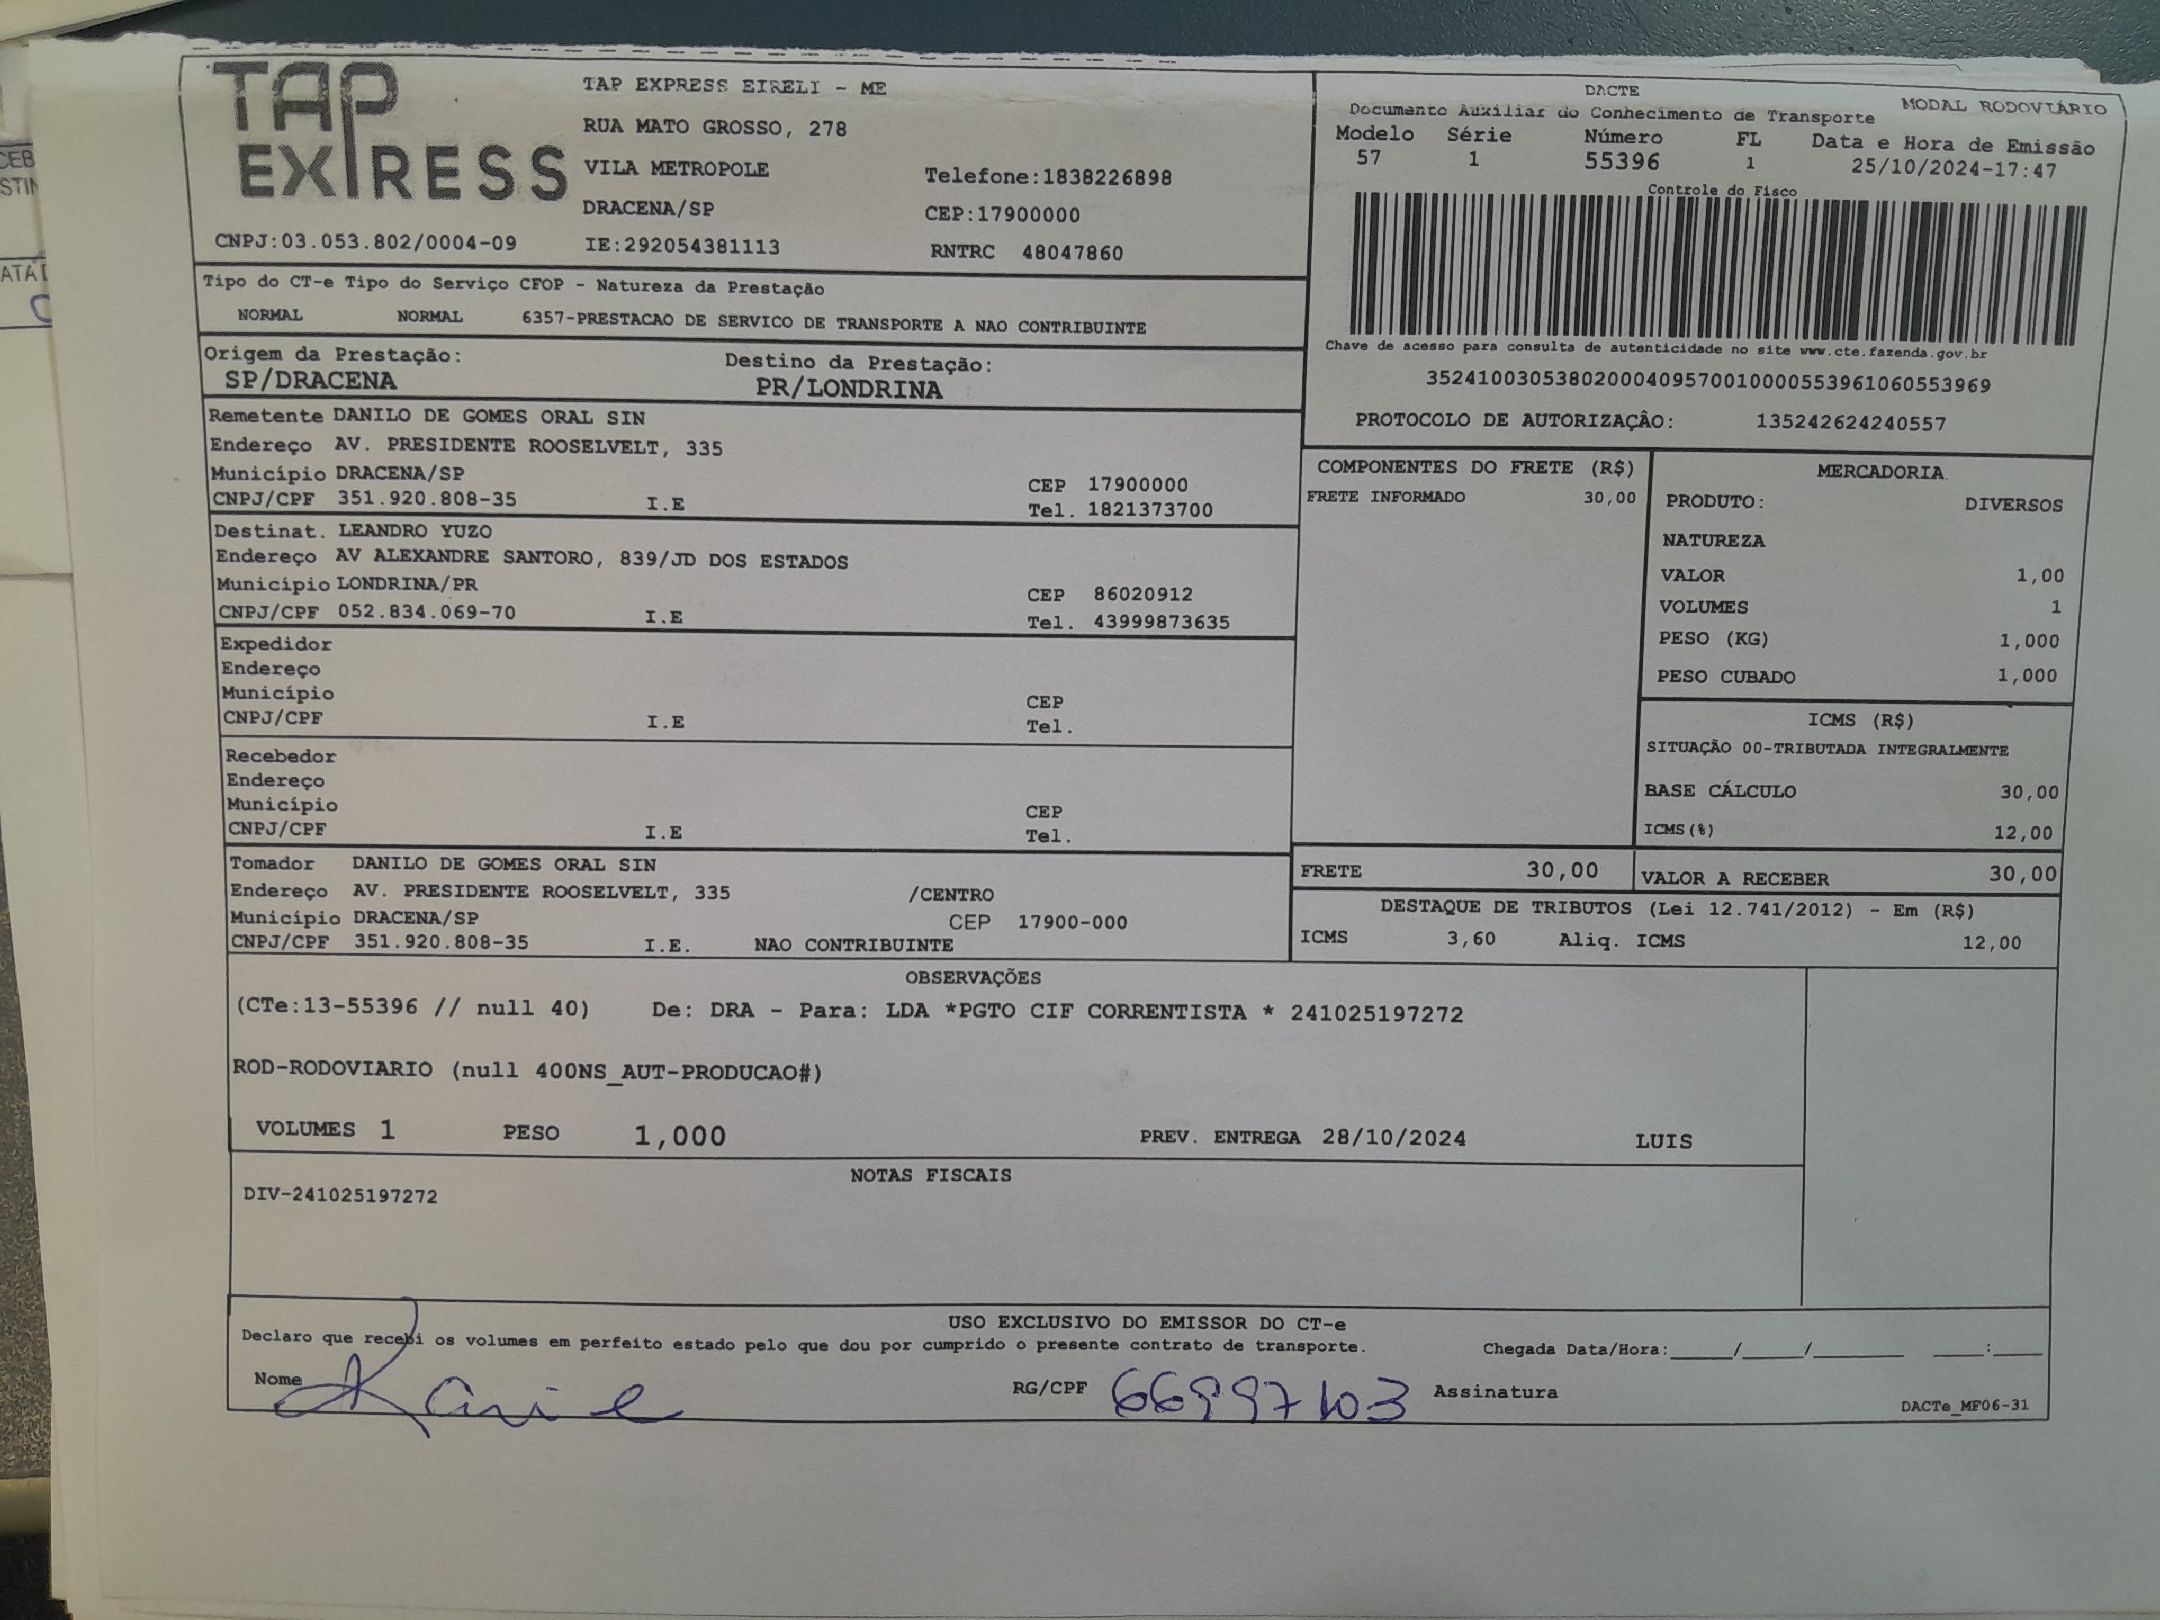 TAP EXPRESS
TAP EXPRESS EIRELI - ME
RUA MATO GROSSO, 278
VILA METROPOLE
Telefone:1838226898
DRACENA/SP
CEP:17900000
CNPJ:03.053.802/0004-09
IE:292054381113
RNTRC 48047860
DACTE
MODAL RODOVIÁRIO
Documento Auxiliar do Conhecimento de Transporte
Modelo Série Número FL Data e Hora de Emissão
57 1 55396 1 25/10/2024-17:47
Controle do Fisco
Chave de acesso para consulta de autenticidade no site www.cte.fazenda.gov.br
35241003053802000409570010000553961060553969
PROTOCOLO DE AUTORIZAÇÂO: 135242624240557
Tipo do CT-e Tipo do Serviço CFOP - Natureza da Prestação
NORMAL NORMAL 6357-PRESTACAO DE SERVICO DE TRANSPORTE A NAO CONTRIBUINTE
Origem da Prestação: Destino da Prestação:
SP/DRACENA PR/LONDRINA
Remetente DANILO DE GOMES ORAL SIN
Endereço AV. PRESIDENTE ROOSELVELT, 335
Município DRACENA/SP CEP 17900000
CNPJ/CPF 351.920.808-35 I.E Tel. 1821373700
Destinat. LEANDRO YUZO
Endereço AV ALEXANDRE SANTORO, 839/JD DOS ESTADOS
Município LONDRINA/PR CEP 86020912
CNPJ/CPF 052.834.069-70 I.E Tel. 43999873635
Expedidor
Endereço
Município CEP
CNPJ/CPF I.E Tel.
Recebedor
Endereço
Município CEP
CNPJ/CPF I.E Tel.
Tomador DANILO DE GOMES ORAL SIN
Endereço AV. PRESIDENTE ROOSELVELT, 335 /CENTRO
Município DRACENA/SP CEP 17900-000
CNPJ/CPF 351.920.808-35 I.E. NAO CONTRIBUINTE
COMPONENTES DO FRETE (R$)
FRETE INFORMADO 30,00
MERCADORIA
PRODUTO: DIVERSOS
NATUREZA
VALOR 1,00
VOLUMES 1
PESO (KG) 1,000
PESO CUBADO 1,000
ICMS (R$)
SITUAÇÃO 00-TRIBUTADA INTEGRALMENTE
BASE CÁLCULO 30,00
ICMS(%) 12,00
FRETE 30,00 VALOR A RECEBER 30,00
DESTAQUE DE TRIBUTOS (Lei 12.741/2012) - Em (R$)
ICMS 3,60 Aliq. ICMS 12,00
OBSERVAÇÕES
(CTe:13-55396 // null 40) De: DRA - Para: LDA *PGTO CIF CORRENTISTA * 241025197272
ROD-RODOVIARIO (null 400NS_AUT-PRODUCAO#)
VOLUMES 1 PESO 1,000 PREV. ENTREGA 28/10/2024 LUIS
NOTAS FISCAIS
DIV-241025197272
USO EXCLUSIVO DO EMISSOR DO CT-e
Declaro que recebi os volumes em perfeito estado pelo que dou por cumprido o presente contrato de transporte. Chegada Data/Hora:____/____/________ ____:____
Nome RG/CPF 66997103 Assinatura
DACTe_MF06-31